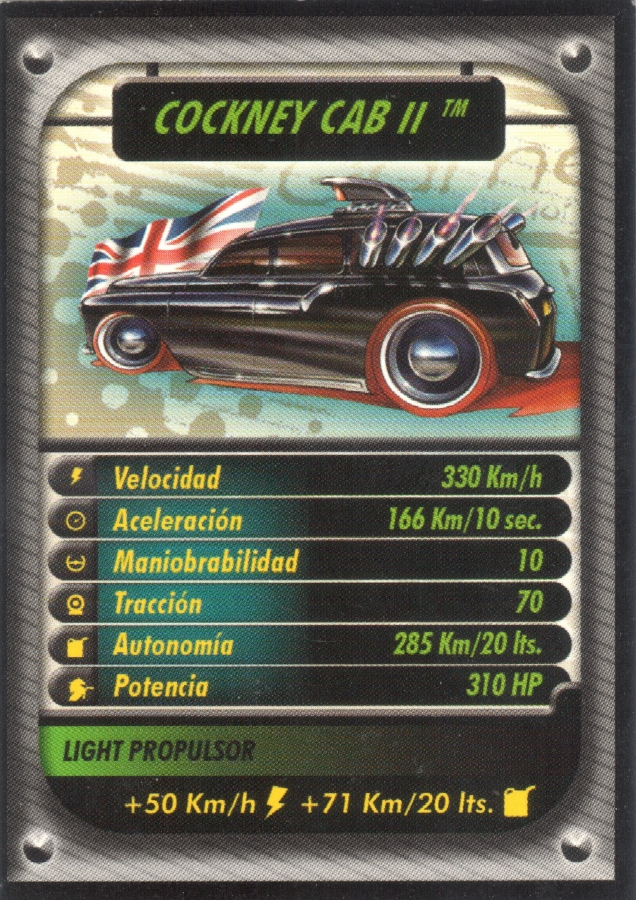 COCKNEY CAB II ™
Velocidad 330 Km/h
Aceleración 166 Km/10 sec.
Maniobrabilidad 10
Tracción 70
Autonomía 285 Km/20 lts.
Potencia 310 HP
LIGHT PROPULSOR
+50 Km/h +71 Km/20 lts.